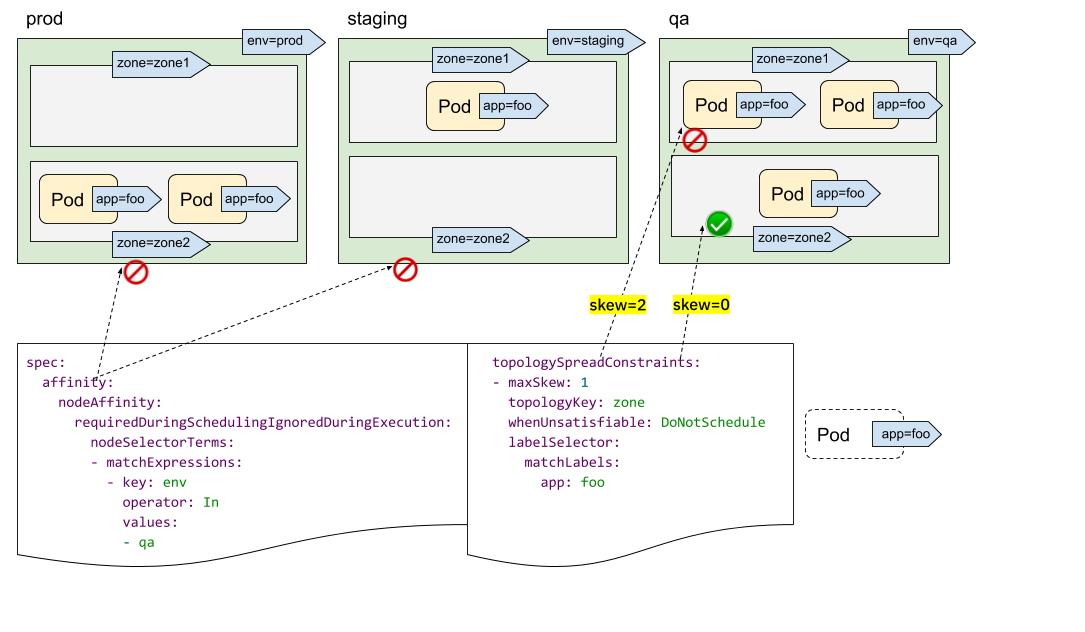 prod
staging
qa
env=prod
env=staging
env=qa
zone=zone1
zone=zone1
zone=zone1
Pod
app=foo
Pod
app=foo
Pod
app=foo
Pod
app=foo
Pod
app=foo
Pod
app=foo
zone=zone2
zone=zone2
zone=zone2
skew=2
skew=0
spec:
affinity:
nodeAffinity:
requiredDuringSchedulingIgnoredDuringExecution:
nodeSelectorTerms:
- matchExpressions:
- key: env
operator: In
values:
- qa
topologySpreadConstraints:
- maxSkew: 1
topologyKey: zone
whenUnsatisfiable: DoNotSchedule
labelSelector:
matchLabels:
app: foo
Pod
app=foo